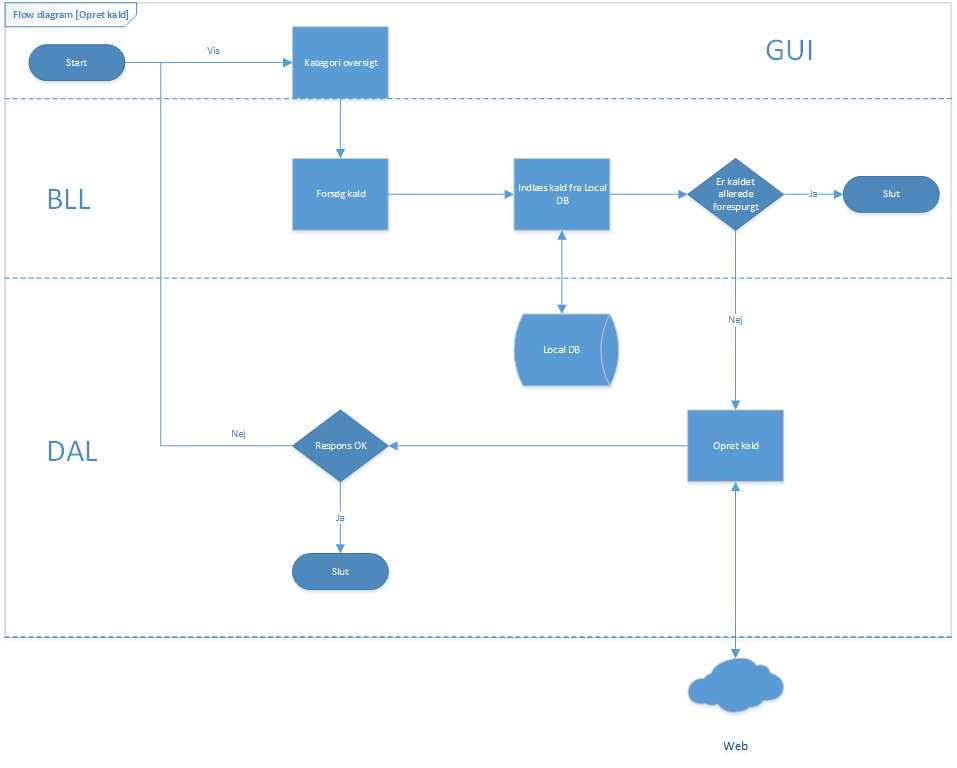 Flow diagram [Opret kald]
Start
Vis
Kategori oversigt
GUI
BLL
Forsøg kald
Indlæs kald fra Local
DB
Er kaldet
allerede
forespurgt
Ja
Slut
Nej
Local DB
DAL
Nej
Respons OK
Opret kald
Ja
Slut
Web